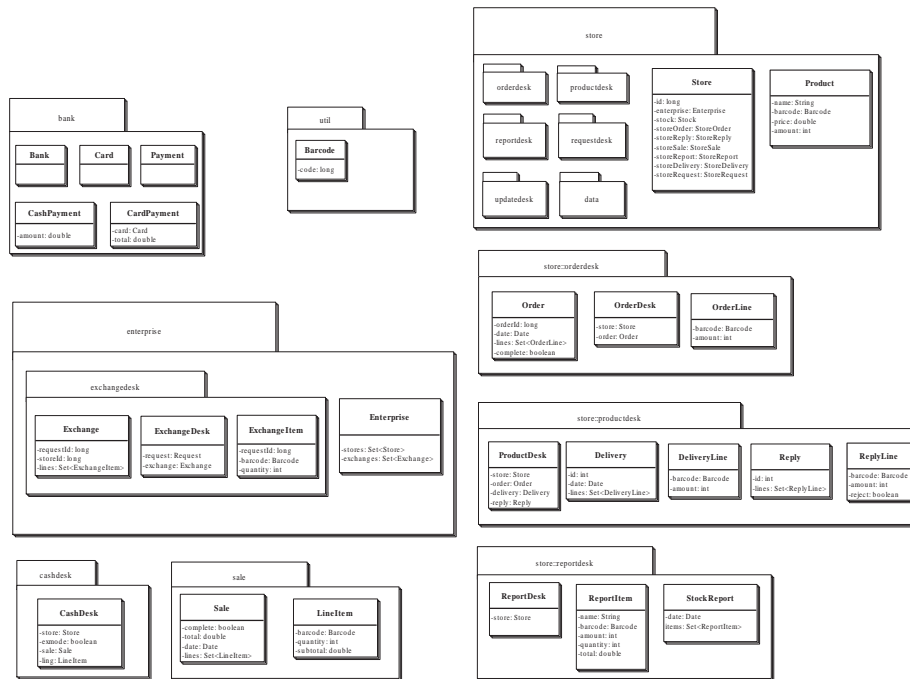 bank
Bank
Card
Payment
CashPayment
-amount: double
CardPayment
-card: Card
-total: double
util
Barcode
-code: long
store
orderdesk
productdesk
reportdesk
requestdesk
updatedesk
data
Store
-id: long
-enterprise: Enterprise
-stock: Stock
-storeOrder: StoreOrder
-storeReply: StoreReply
-storeSale: StoreSale
-storeReport: StoreReport
-storeDelivery: StoreDelivery
-storeRequest: StoreRequest
Product
-name: String
-barcode: Barcode
-price: double
-amount: int
store::orderdesk
Order
-orderId: long
-date: Date
-lines: Set<OrderLine>
-complete: boolean
OrderDesk
-store: Store
-order: Order
OrderLine
-barcode: Barcode
-amount: int
enterprise
exchangedesk
Exchange
-requestId: long
-storeId: long
-lines: Set<ExchangeItem>
ExchangeDesk
-request: Request
-exchange: Exchange
ExchangeItem
-requestId: long
-barcode: Barcode
-quantity: int
Enterprise
-stores: Set<Store>
-exchanges: Set<Exchange>
store::productdesk
ProductDesk
-store: Store
-order: Order
-delivery: Delivery
-reply: Reply
Delivery
-id: int
-date: Date
-lines: Set<DeliveryLine>
DeliveryLine
-barcode: Barcode
-amount: int
Reply
-id: int
-lines: Set<ReplyLine>
ReplyLine
-barcode: Barcode
-amount: int
-reject: boolean
cashdesk
CashDesk
-store: Store
-exmode: boolean
-sale: Sale
-ling: LineItem
sale
Sale
-complete: boolean
-total: double
-date: Date
-lines: Set<LineItem>
LineItem
-barcode: Barcode
-quantity: int
-subtotal: double
store::reportdesk
ReportDesk
-store: Store
ReportItem
-name: String
-barcode: Barcode
-amount: int
-quantity: int
-total: double
StockReport
-date: Date
items: Set<ReportItem>